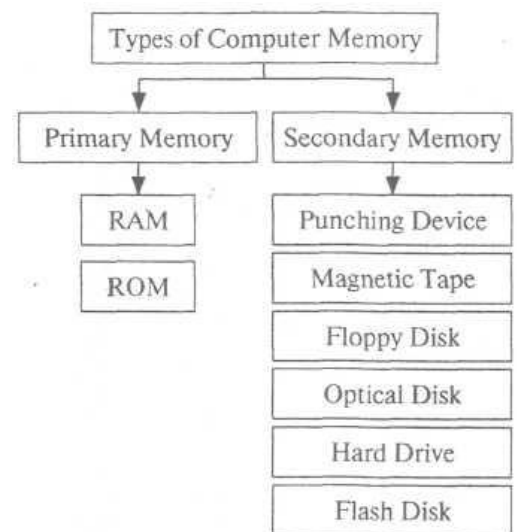 Types of Computer Memory
Primary Memory
Secondary Memory
RAM
ROM
Punching Device
Magnetic Tape
Floppy Disk
Optical Disk
Hard Drive
Flash Disk